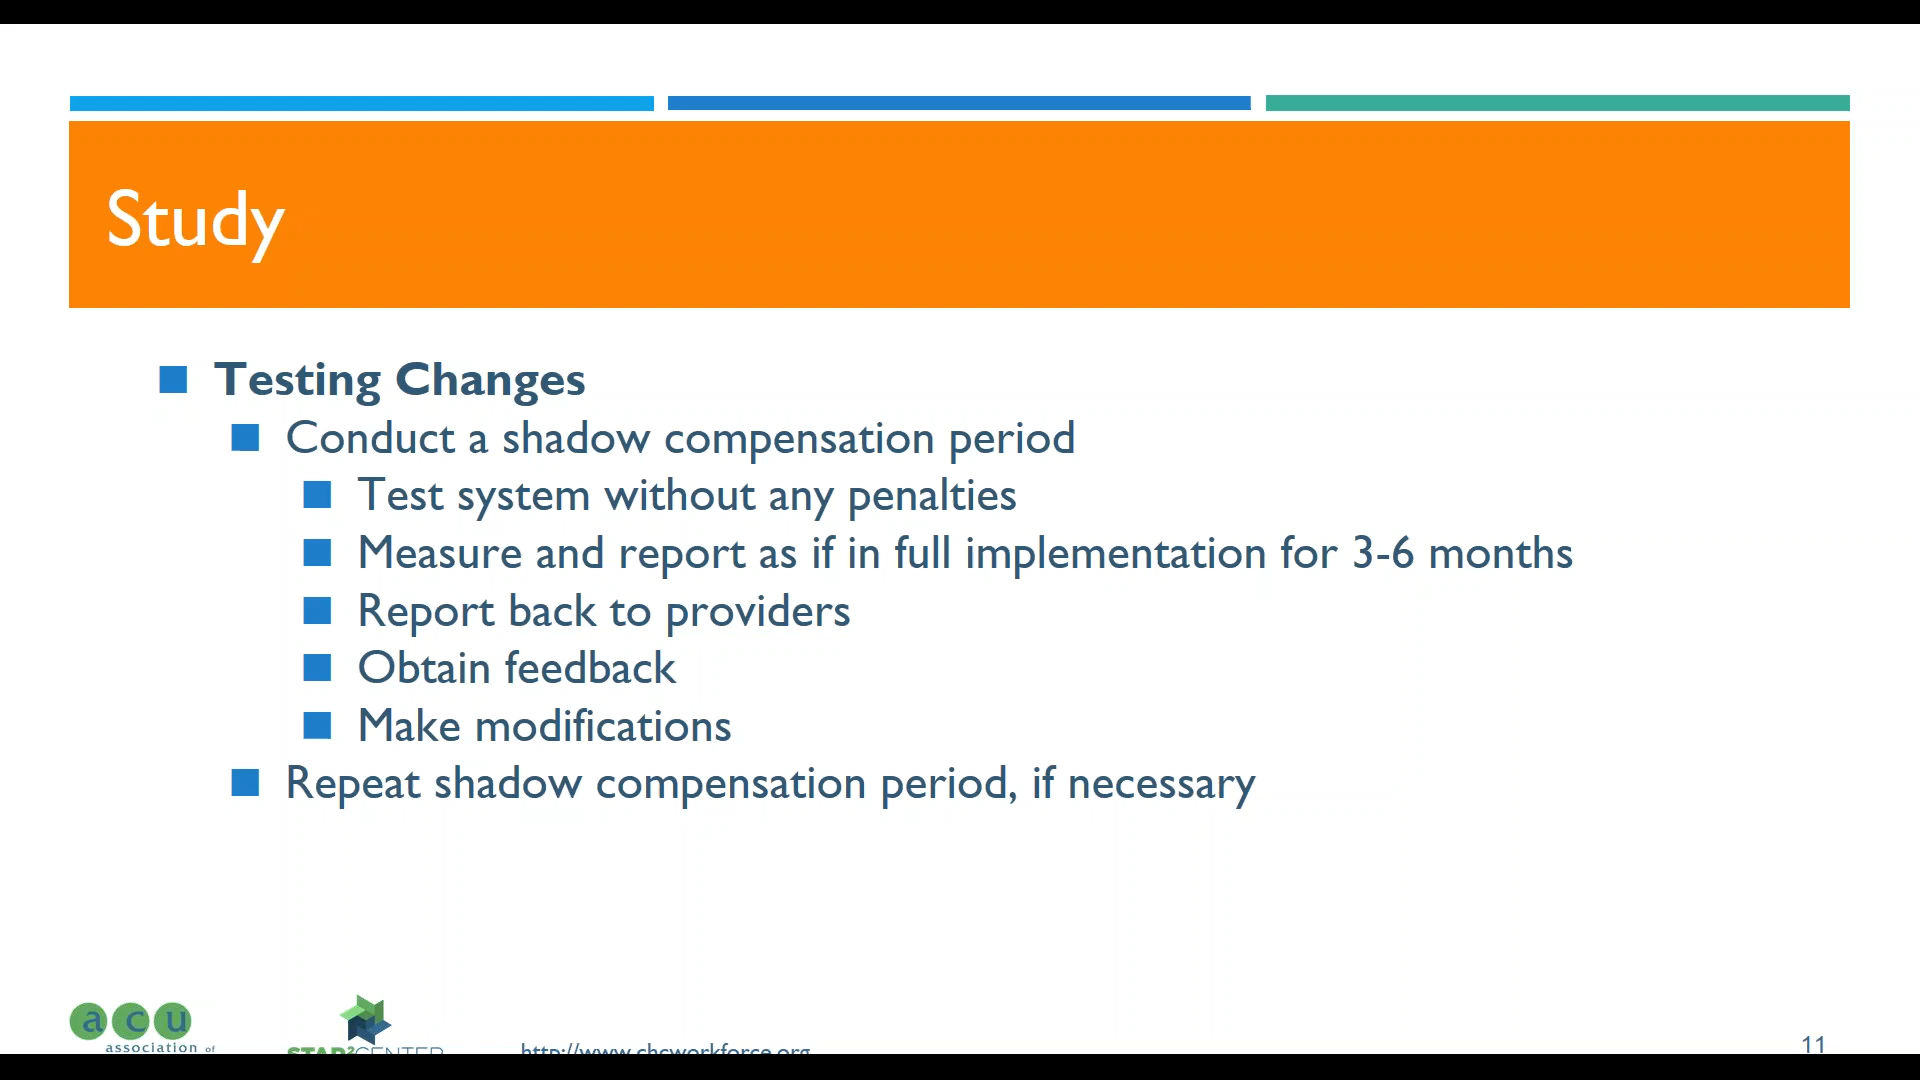 Study
Testing Changes
Conduct a shadow compensation period
Test system without any penalties
Measure and report as if in full implementation for 3-6 months
Report back to providers
Obtain feedback
Make modifications
Repeat shadow compensation period, if necessary
acu
association of
STAR²CENTER
http://www.chcworkforce.org
11